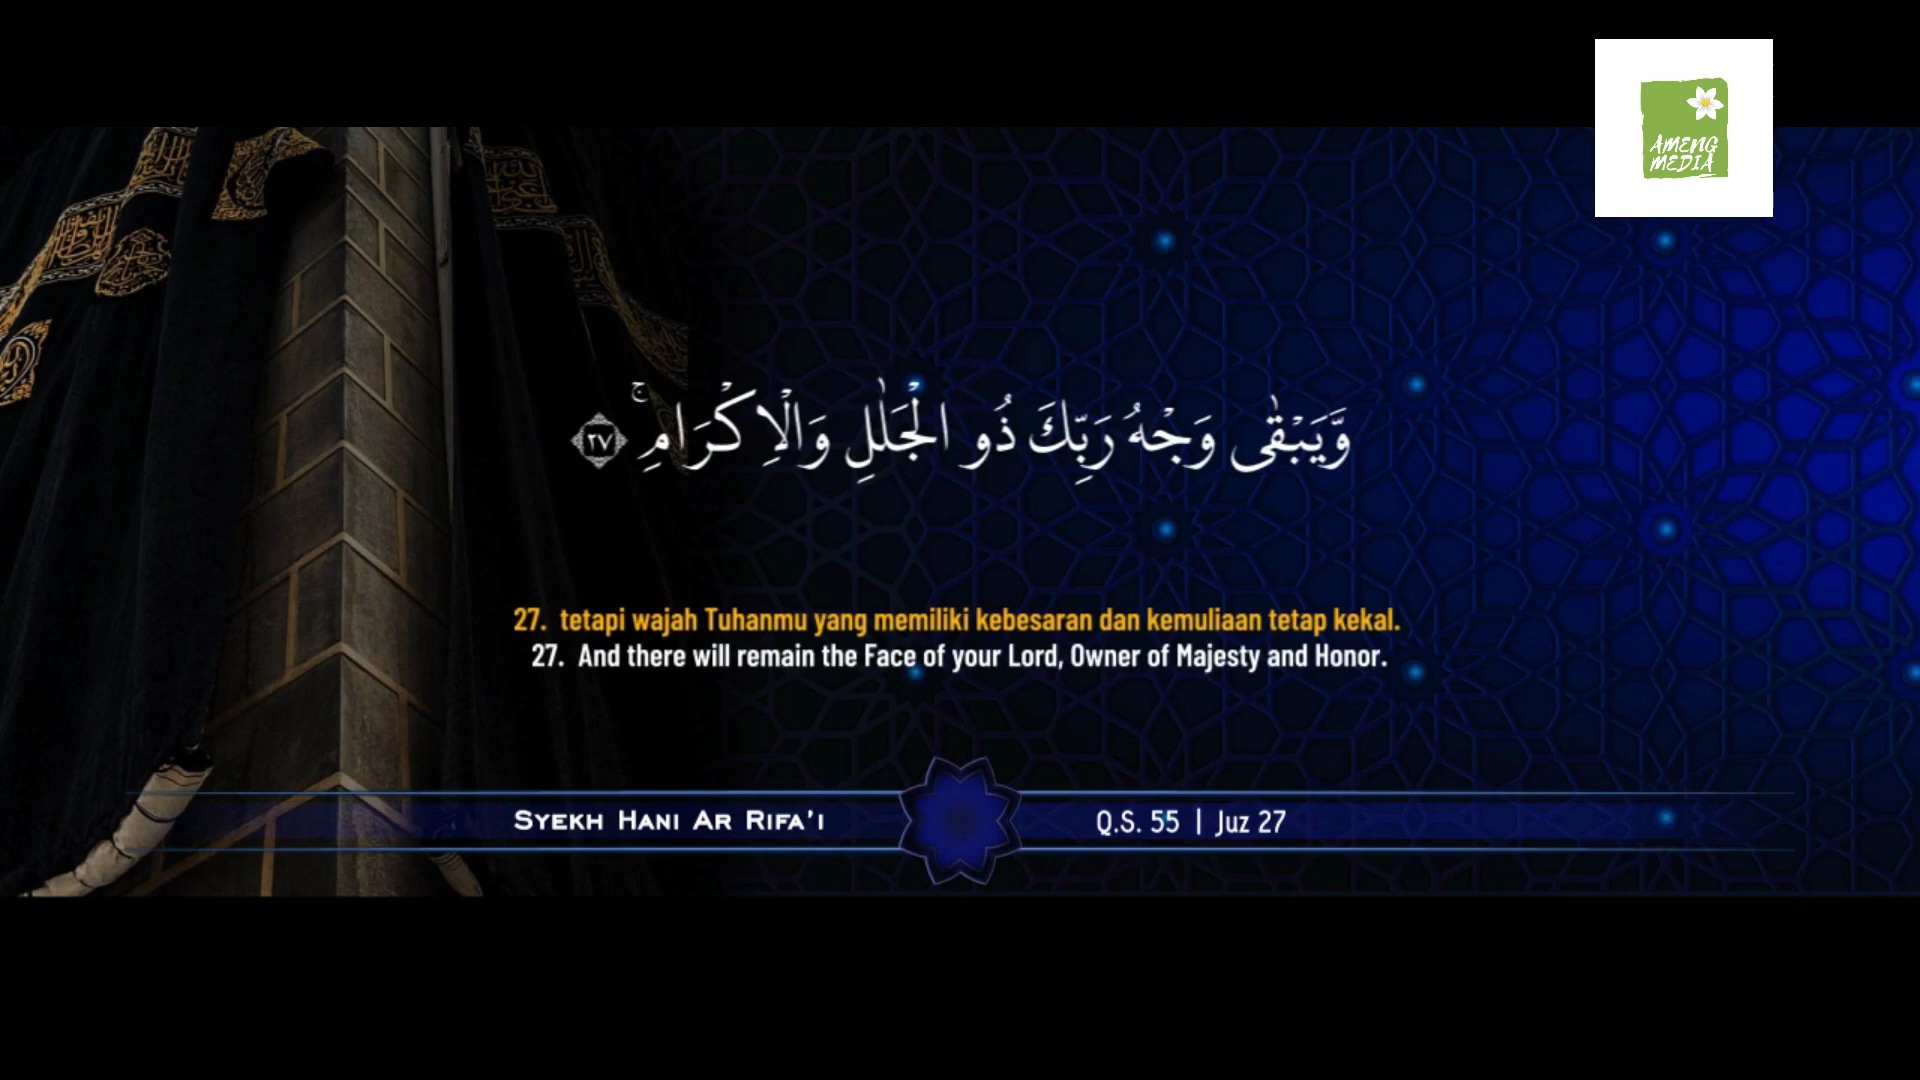 AMENG
MEDIA
وَّيَبْقٰى وَجْهُ رَبِّكَ ذُو الْجَلٰلِ وَالْاِكْرَامِۚ ۝٢٧
27. tetapi wajah Tuhanmu yang memiliki kebesaran dan kemuliaan tetap kekal.
27. And there will remain the Face of your Lord, Owner of Majesty and Honor.
SYEKH HANI AR RIFA'I
Q.S. 55 | Juz 27